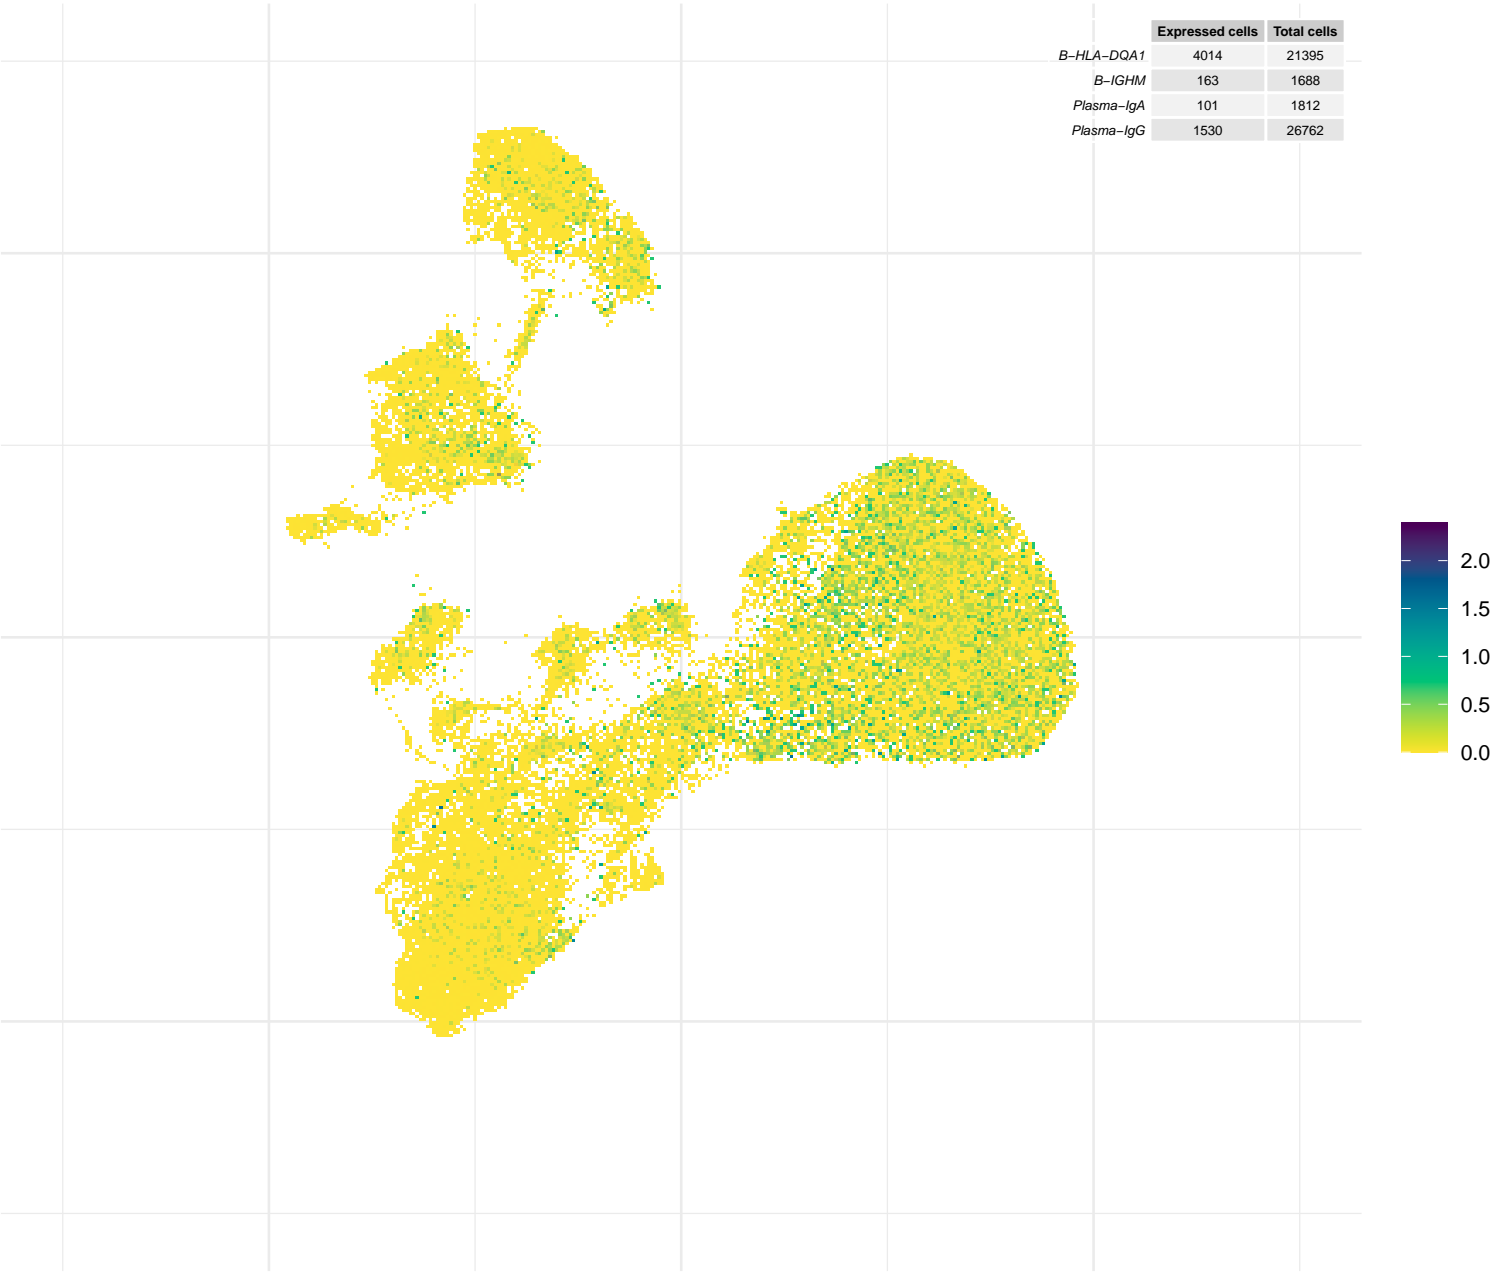 Expressed cells Total cells
B−HLA−DQA1 4014 21395
B−IGHM 163 1688
Plasma−IgA 101 1812
Plasma−IgG 1530 26762
2.0
1.5
1.0
0.5
0.0